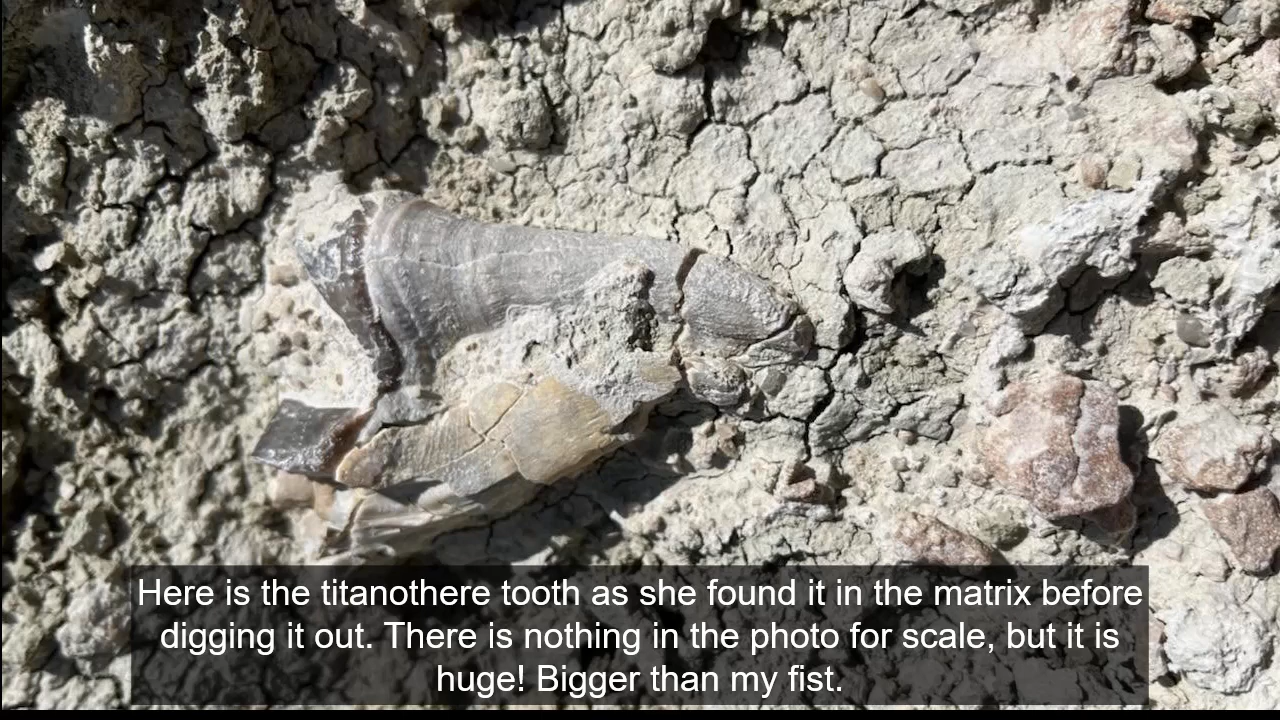 Here is the titanothere tooth as she found it in the matrix before
digging it out. There is nothing in the photo for scale, but it is
huge! Bigger than my fist.